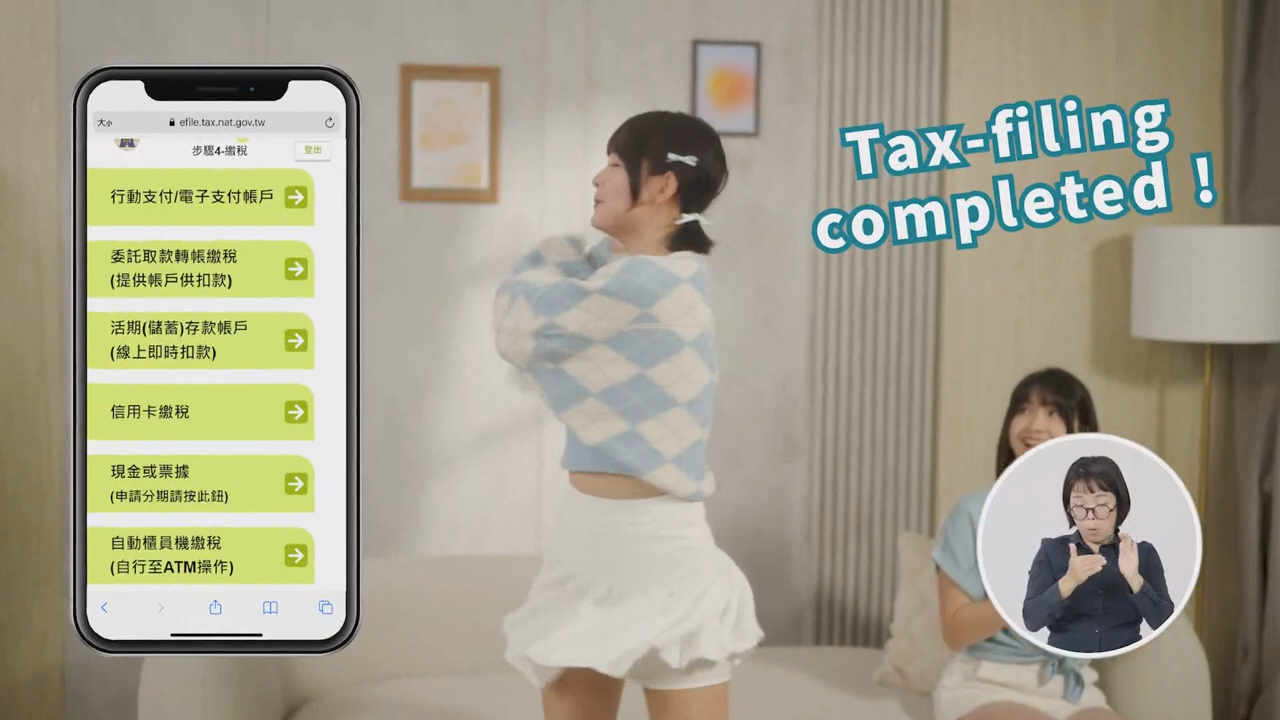 大小
efile.tax.nat.gov.tw
步驟4-繳稅
登出
行動支付/電子支付帳戶
委託取款轉帳繳稅
(提供帳戶供扣款)
活期(儲蓄)存款帳戶
(線上即時扣款)
信用卡繳稅
現金或票據
(申請分期請按此鈕)
自動櫃員機繳稅
(自行至ATM操作)
Tax-filing
completed !